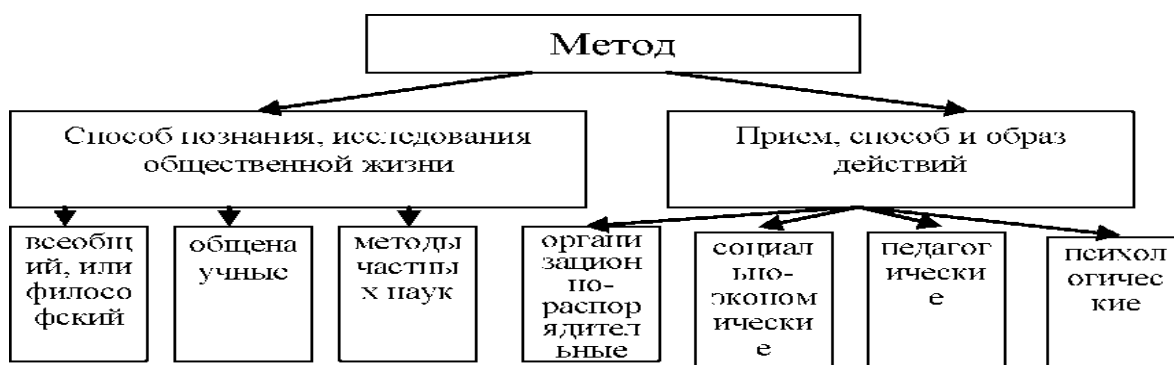 Метод
Способ познания, исследования
общественной жизни
Прием, способ и образ
действий
всеобщ
ий, или
филосо
фский
общена
учные
методы
частны
х наук
органи
зацион
но-
распор
ядител
ьные
социал
ьно-
эконом
ически
е
педагог
ически
е
психол
огичес
кие